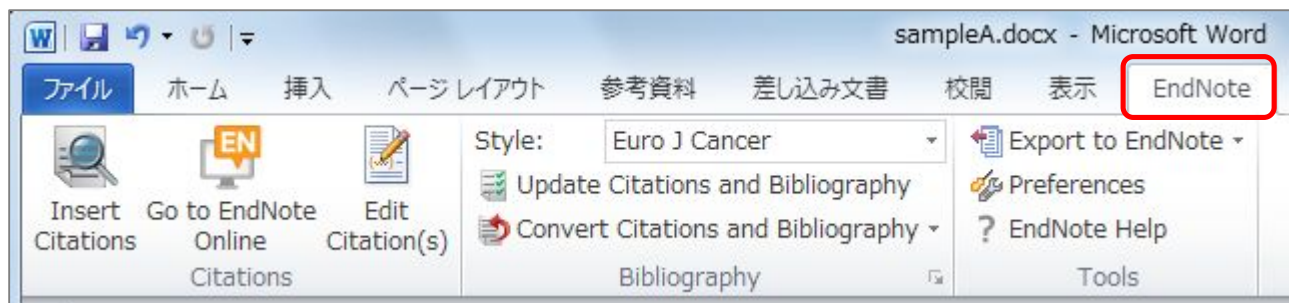 W
sampleA.docx - Microsoft Word
ファイル ホーム 挿入 ページ レイアウト 参考資料 差し込み文書 校閲 表示 EndNote
EN
Insert Citations
Go to EndNote Online
Edit Citation(s)
Citations
Style: Euro J Cancer
Update Citations and Bibliography
Convert Citations and Bibliography
Bibliography
Export to EndNote
Preferences
? EndNote Help
Tools